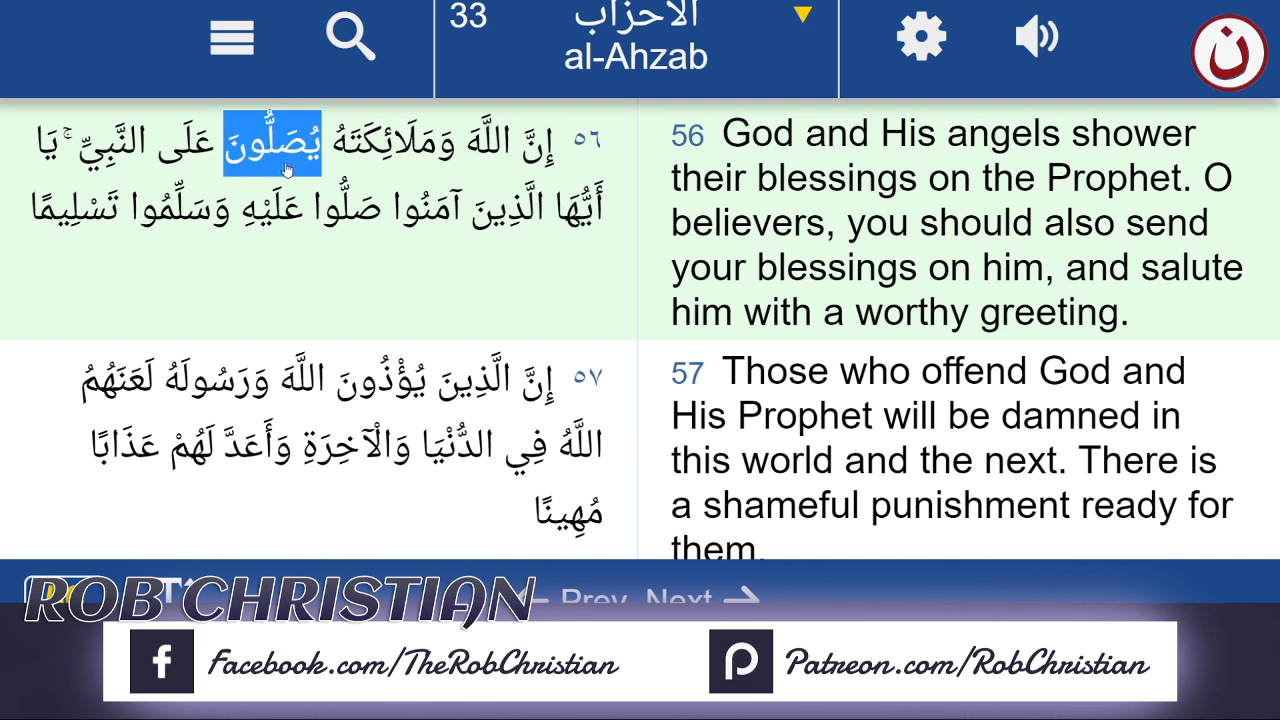 33
الأحزاب
al-Ahzab
ن
٥٦ إِنَّ اللَّهَ وَمَلَائِكَتَهُ يُصَلُّونَ عَلَى النَّبِيِّ ۚ يَا
أَيُّهَا الَّذِينَ آمَنُوا صَلُّوا عَلَيْهِ وَسَلِّمُوا تَسْلِيمًا
56 God and His angels shower
their blessings on the Prophet. O
believers, you should also send
your blessings on him, and salute
him with a worthy greeting.
٥٧ إِنَّ الَّذِينَ يُؤْذُونَ اللَّهَ وَرَسُولَهُ لَعَنَهُمُ
اللَّهُ فِي الدُّنْيَا وَالْآخِرَةِ وَأَعَدَّ لَهُمْ عَذَابًا
مُهِينًا
57 Those who offend God and
His Prophet will be damned in
this world and the next. There is
a shameful punishment ready for
them.
Prev Next
ROB CHRISTIAN
f Facebook.com/TheRobChristian
Patreon.com/RobChristian